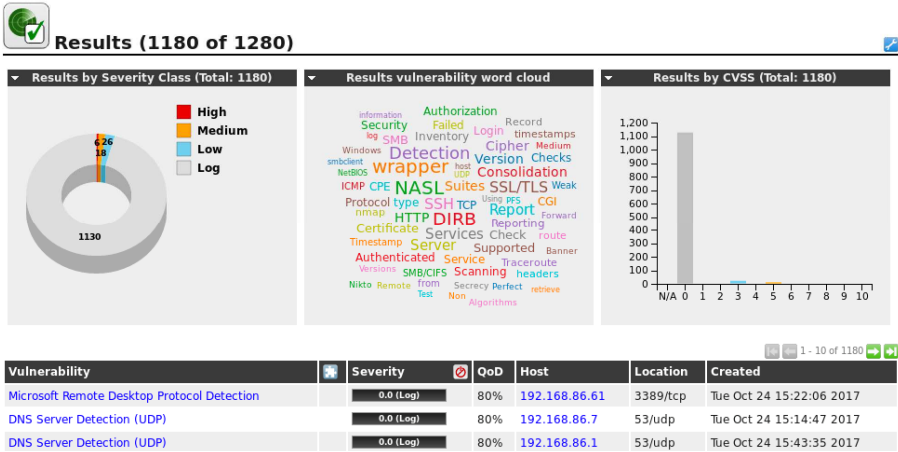 Results (1180 of 1280)
Results by Severity Class (Total: 1180)
High
Medium
Low
Log
6
26
18
1130
Results vulnerability word cloud
information
Authorization
Security
Failed
Record
log
SMB
Inventory
Login
timestamps
Windows
Detection
Cipher
Medium
smbclient
wrapper
host
Version
Checks
NetBIOS
UDP
Consolidation
ICMP
CPE
NASL
Suites
SSL/TLS
Weak
Protocol
type
SSH
TCP
Using
PFS
CGI
nmap
HTTP
DIRB
Report
Forward
Certificate
Services
Check
Reporting
route
Timestamp
Server
Supported
Banner
Authenticated
Service
Traceroute
Versions
SMB/CIFS
Scanning
headers
Nikto
Remote
from
Secrecy
Perfect
retrieve
Test
Non
Algorithms
Results by CVSS (Total: 1180)
1,200
1,100
1,000
900
800
700
600
500
400
300
200
100
0
N/A 0 1 2 3 4 5 6 7 8 9 10
1 - 10 of 1180
Vulnerability Severity QoD Host Location Created
Microsoft Remote Desktop Protocol Detection 0.0 (Log) 80% 192.168.86.61 3389/tcp Tue Oct 24 15:22:06 2017
DNS Server Detection (UDP) 0.0 (Log) 80% 192.168.86.7 53/udp Tue Oct 24 15:14:47 2017
DNS Server Detection (UDP) 0.0 (Log) 80% 192.168.86.1 53/udp Tue Oct 24 15:43:35 2017